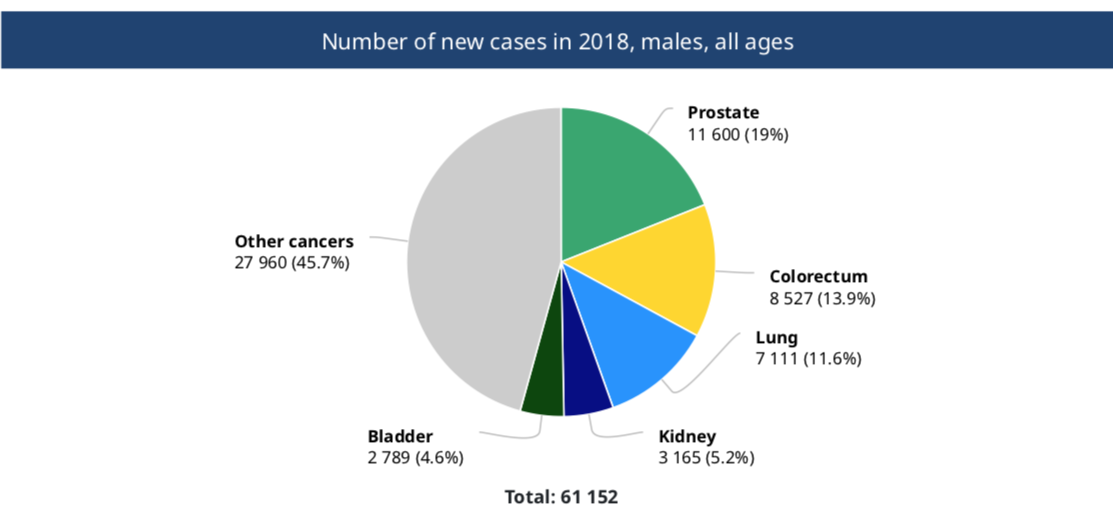 Number of new cases in 2018, males, all ages
Prostate
11 600 (19%)
Other cancers
27 960 (45.7%)
Colorectum
8 527 (13.9%)
Lung
7 111 (11.6%)
Bladder
2 789 (4.6%)
Kidney
3 165 (5.2%)
Total: 61 152